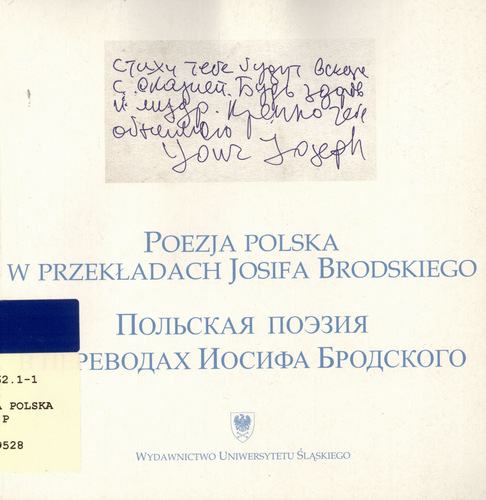 стихи тебе будут вскоре
с оказией. Будь здоров
и мудр. Крепко тебе
обнимаю
Your Joseph
POEZJA POLSKA
W PRZEKŁADACH JOSIFA BRODSKIEGO
ПОЛЬСКАЯ ПОЭЗИЯ
В ПЕРЕВОДАХ ИОСИФА БРОДСКОГО
52.1-1
A POLSKA
P
9528
WYDAWNICTWO UNIWERSYTETU ŚLĄSKIEGO